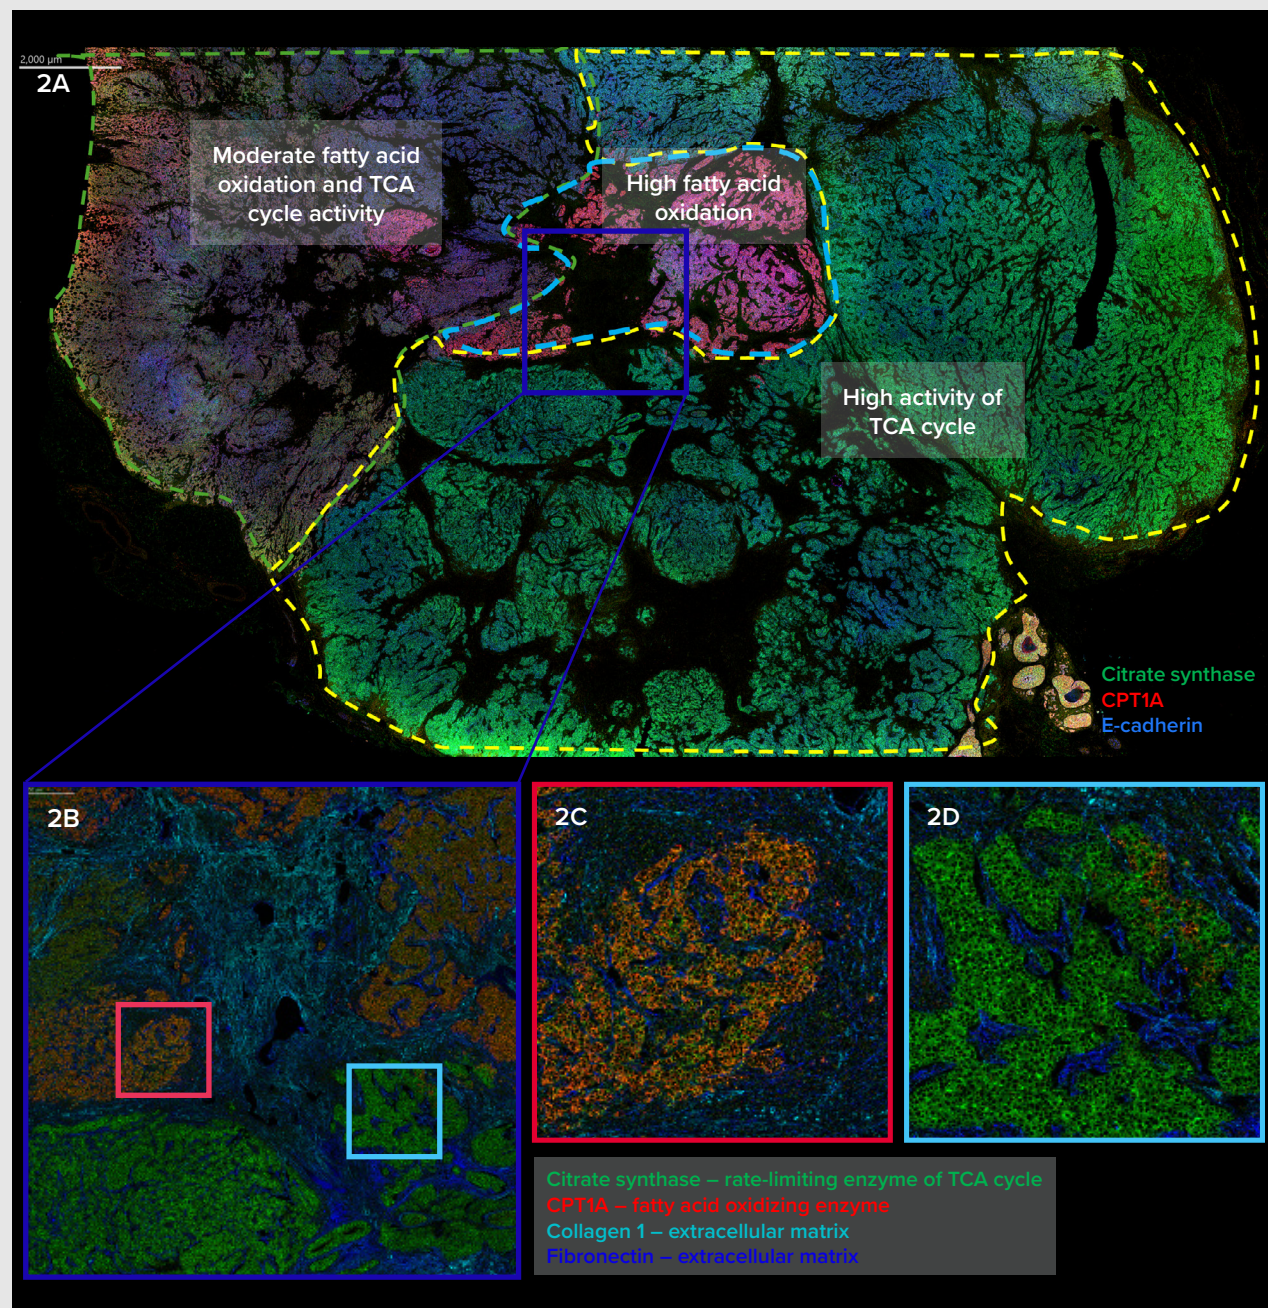 2,000 µm
2A
Moderate fatty acid
oxidation and TCA
cycle activity
High fatty acid
oxidation
High activity of
TCA cycle
Citrate synthase
CPT1A
E-cadherin
2B
2C
2D
Citrate synthase – rate-limiting enzyme of TCA cycle
CPT1A – fatty acid oxidizing enzyme
Collagen 1 – extracellular matrix
Fibronectin – extracellular matrix